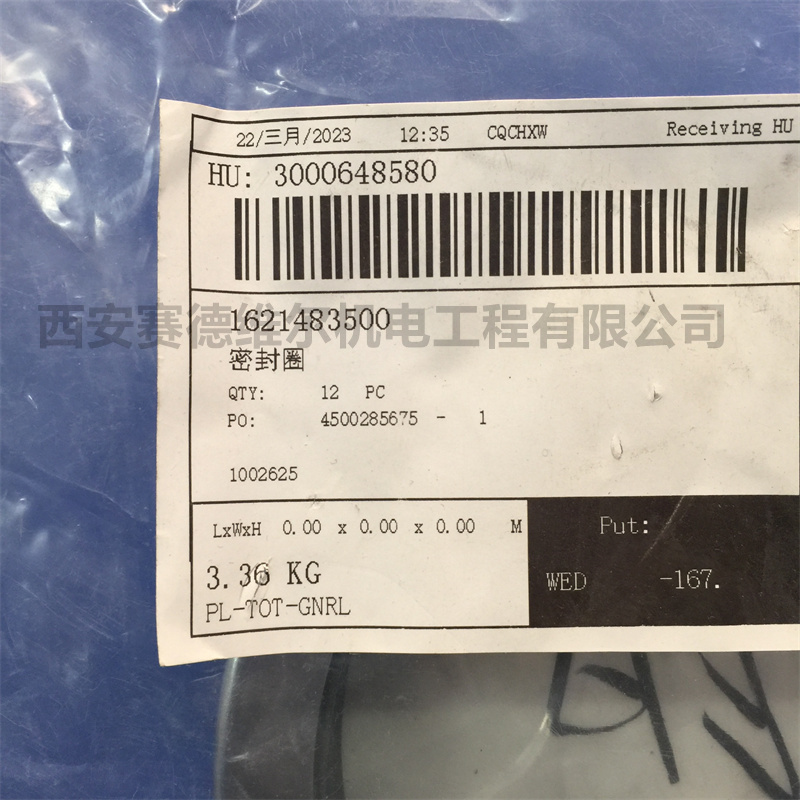 22/三月/2023 12:35 CQCHXW Receiving HU
HU: 3000648580
西安赛德维尔机电工程有限公司
1621483500
密封圈
QTY: 12 PC
PO: 4500285675 - 1
1002625
LxWxH 0.00 x 0.00 x 0.00 M
Put:
3.36 KG
WED -167.
PL-TOT-GNRL